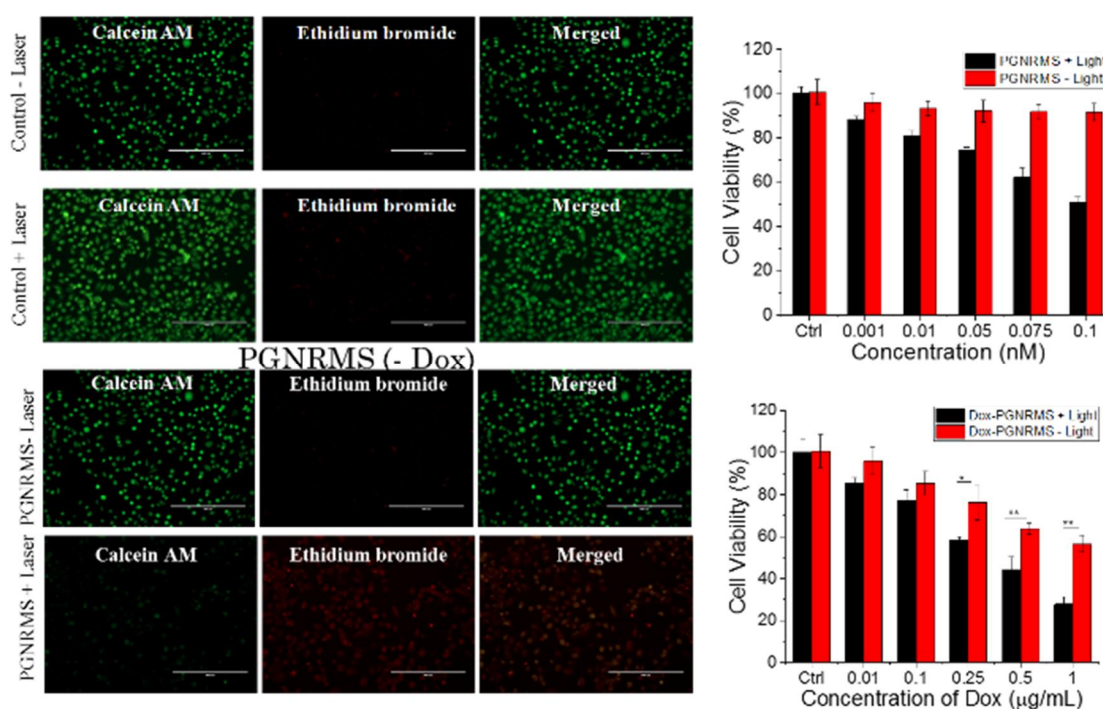 Control - Laser
Calcein AM
Ethidium bromide
Merged
Control + Laser
Calcein AM
Ethidium bromide
Merged
PGNRMS (- Dox)
PGNRMS- Laser
Calcein AM
Ethidium bromide
Merged
PGNRMS + Laser
Calcein AM
Ethidium bromide
Merged
Cell Viability (%)
120
100
80
60
40
20
0
PGNRMS + Light
PGNRMS - Light
Ctrl 0.001 0.01 0.05 0.075 0.1
Concentration (nM)
Cell Viability (%)
120
100
80
60
40
20
0
Dox-PGNRMS + Light
Dox-PGNRMS - Light
*
**
**
Ctrl 0.01 0.1 0.25 0.5 1
Concentration of Dox (μg/mL)